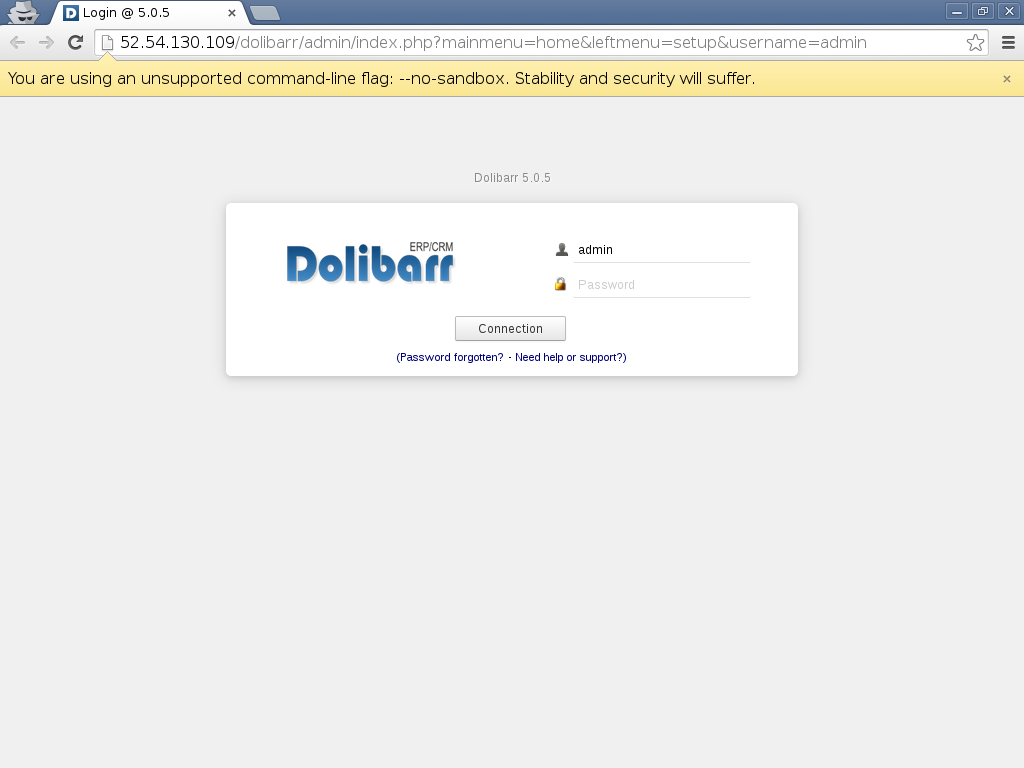 Login @ 5.0.5
52.54.130.109/dolibarr/admin/index.php?mainmenu=home&leftmenu=setup&username=admin
You are using an unsupported command-line flag: --no-sandbox. Stability and security will suffer.
Dolibarr 5.0.5
ERP/CRM
Dolibarr
admin
Password
Connection
(Password forgotten? - Need help or support?)